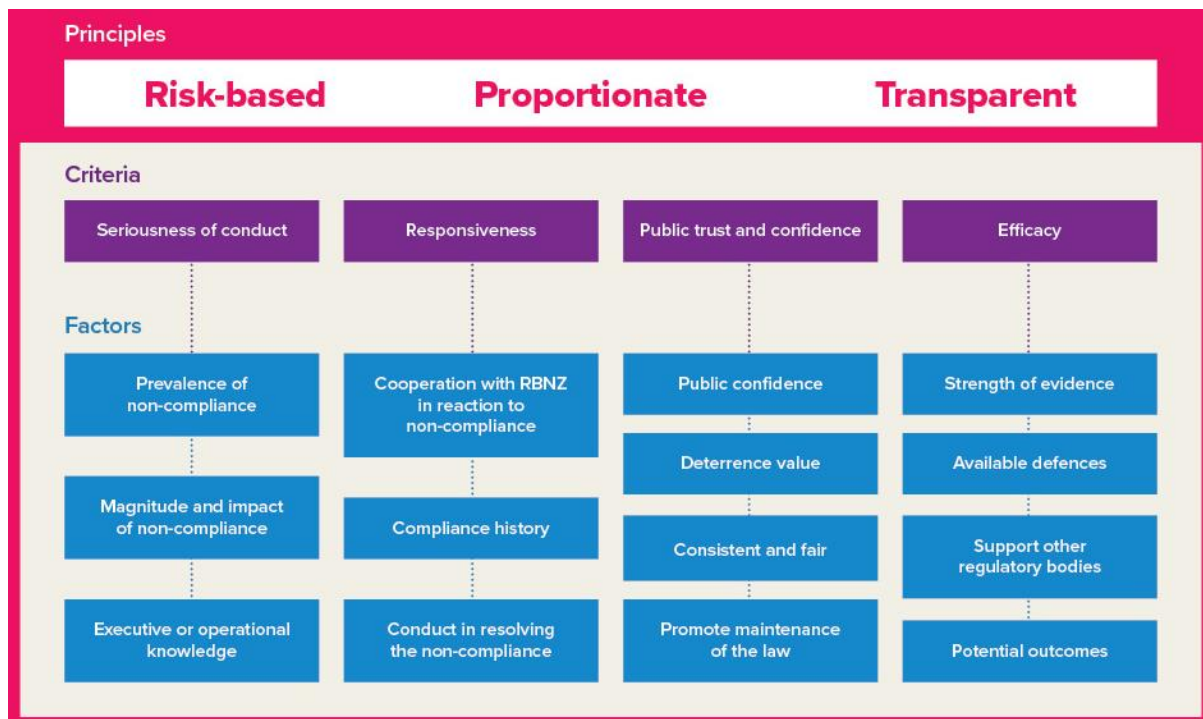 Principles
Risk-based
Proportionate
Transparent
Criteria
Seriousness of conduct
Responsiveness
Public trust and confidence
Efficacy
Factors
Prevalence of
non-compliance
Magnitude and impact
of non-compliance
Executive or operational
knowledge
Cooperation with RBNZ
in reaction to
non-compliance
Compliance history
Conduct in resolving
the non-compliance
Public confidence
Deterrence value
Consistent and fair
Promote maintenance
of the law
Strength of evidence
Available defences
Support other
regulatory bodies
Potential outcomes